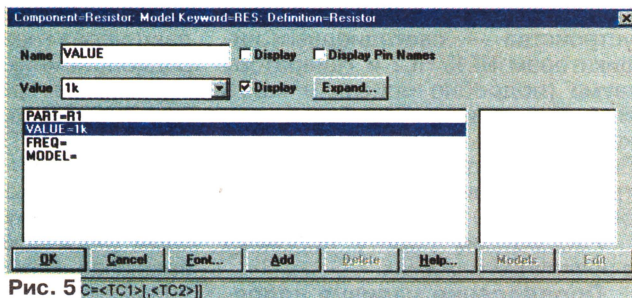 Component=Resistor: Model Keyword=RES: Definition=Resistor
Name VALUE Display Display Pin Names
Value 1k Display Expand...
PART=R1
VALUE=1k
FREQ=
MODEL=
OK Cancel Font... Add Delete Help... Models Edit
Рис. 5 C=<TC1>[,<TC2>]]